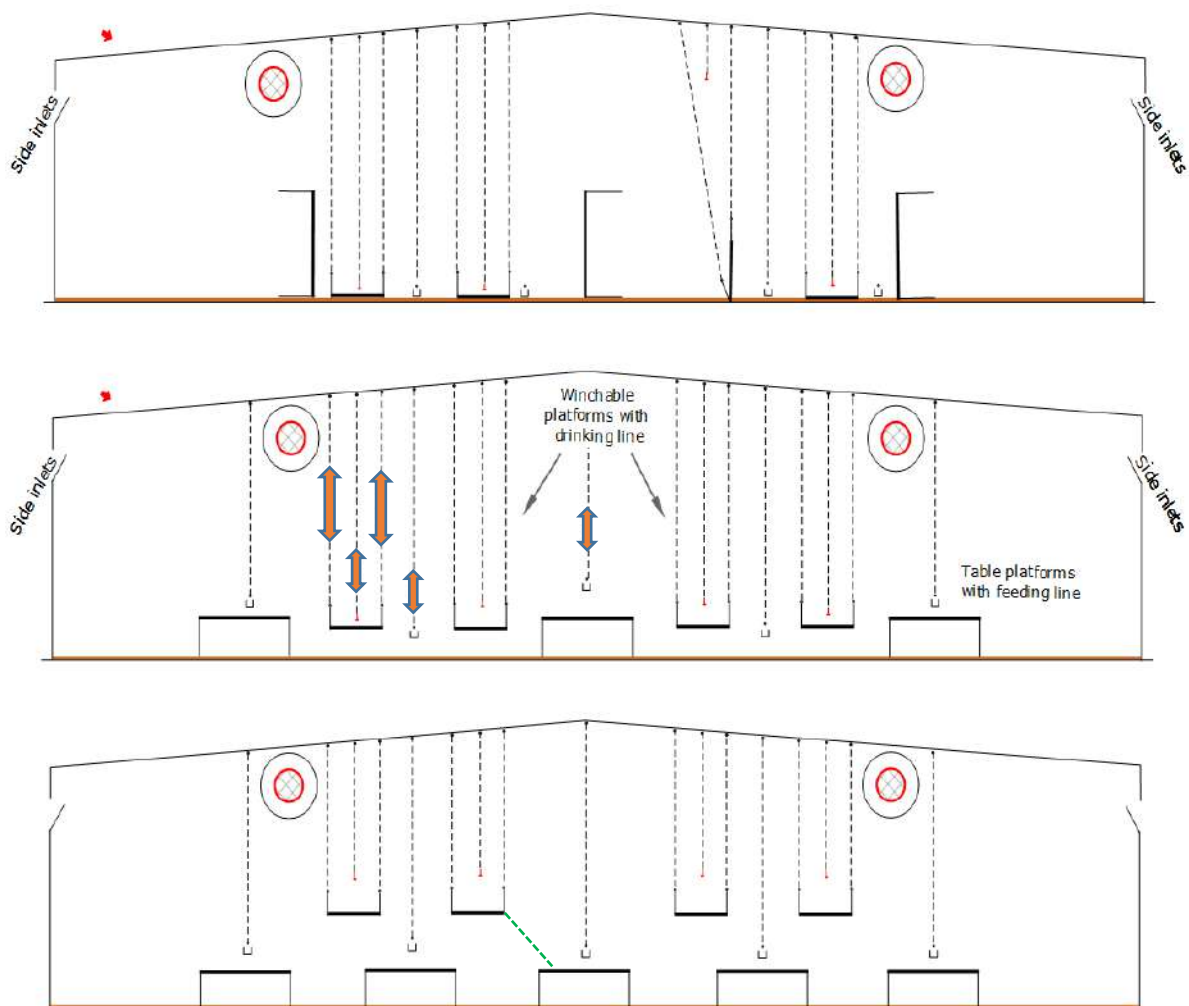 Side inlets
Side inlets
Winchable
platforms with
drinking line
Side inlets
Side inlets
Table platforms
with feeding line